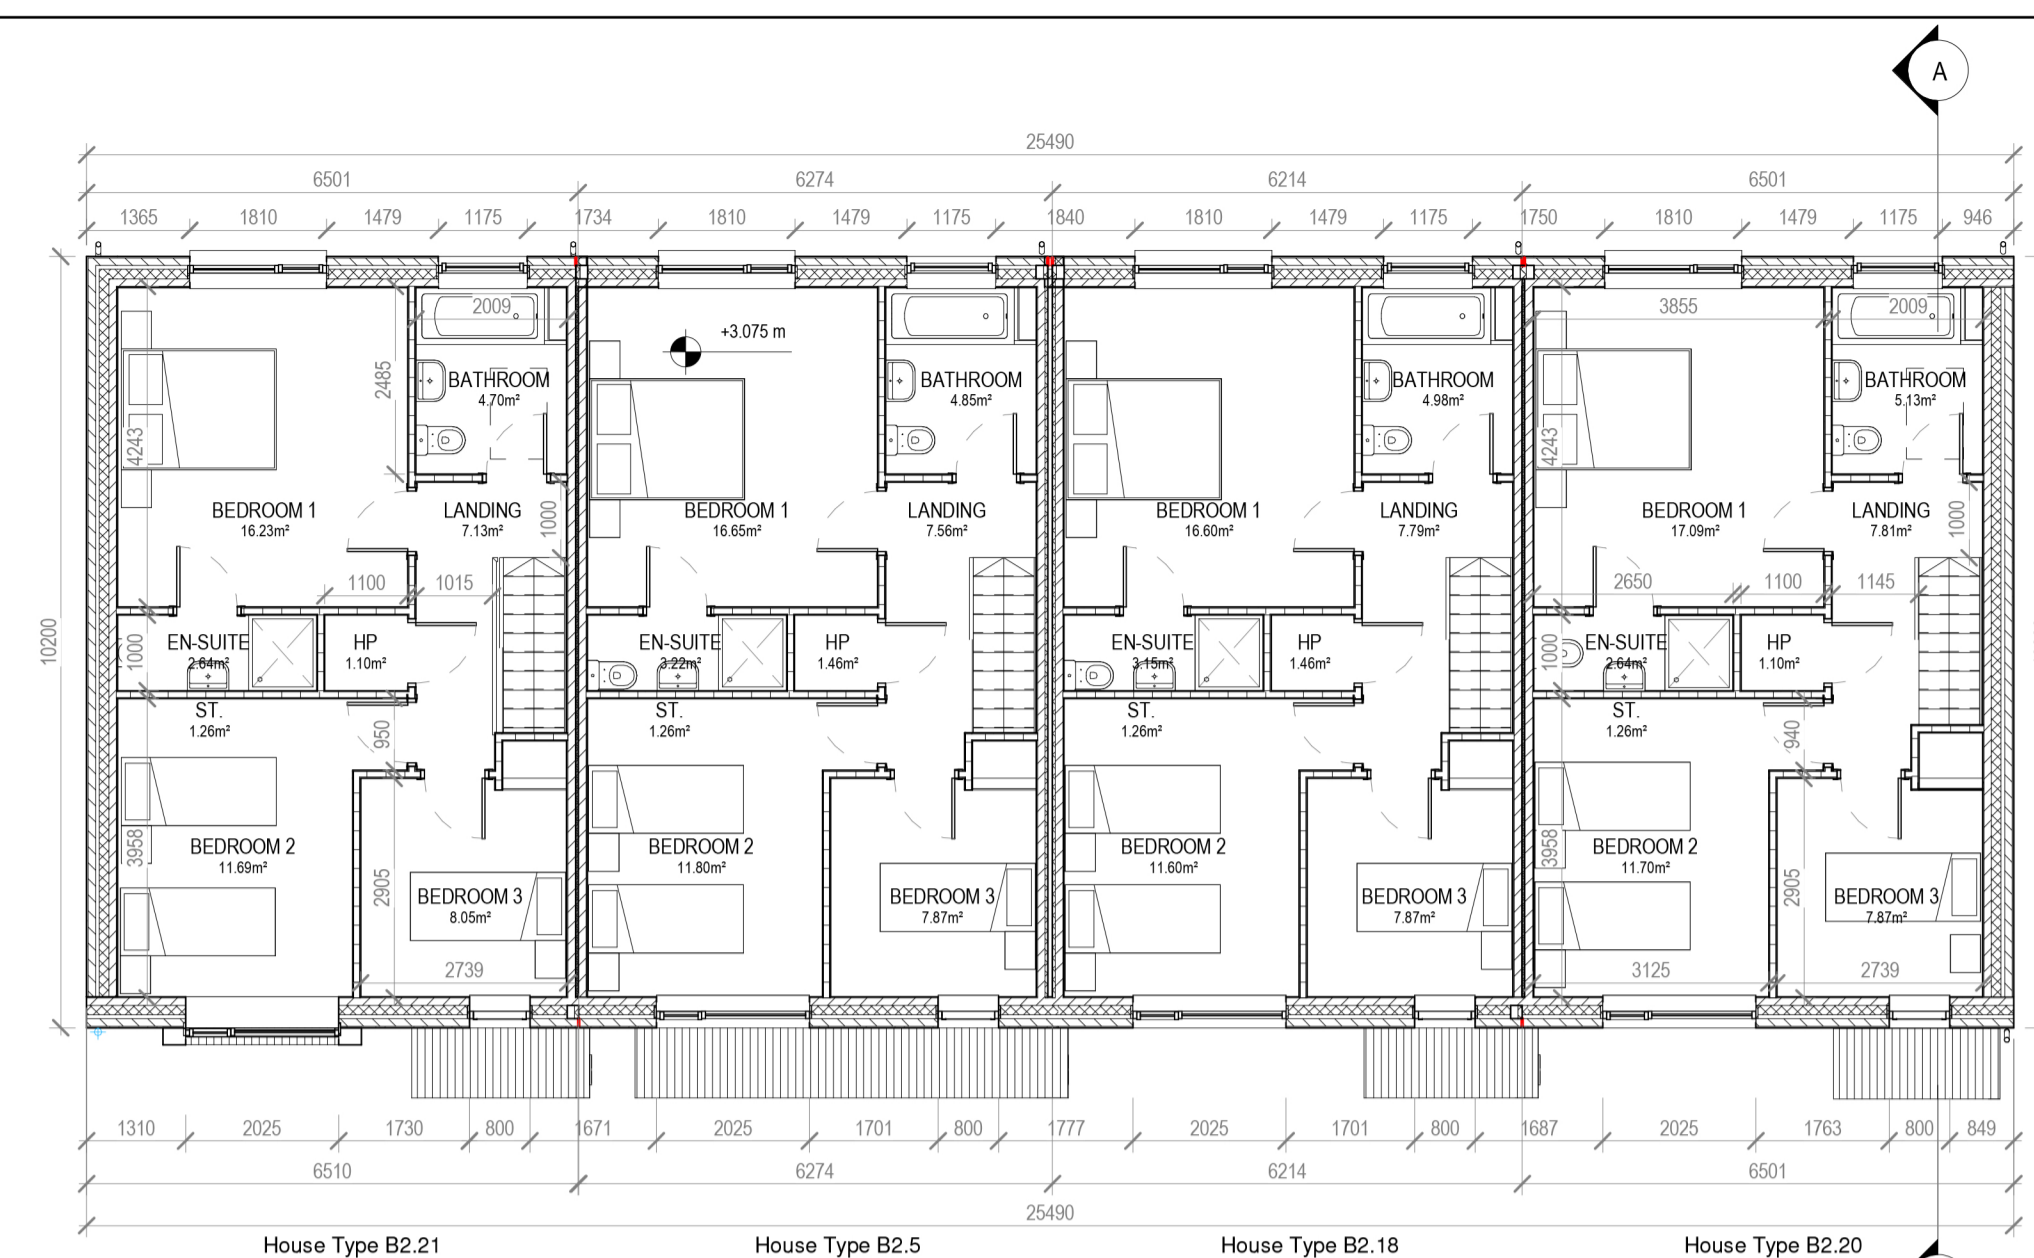 A
25490
6501 6274 6214 6501
1365 1810 1479 1175 1734 1810 1479 1175 1840 1810 1479 1175 1750 1810 1479 1175 946
2009 3855 2009
+3.075 m
2485
BATHROOM BATHROOM BATHROOM BATHROOM
4.70m² 4.85m² 4.98m² 5.13m²
4243 4243
BEDROOM 1 LANDING BEDROOM 1 LANDING BEDROOM 1 LANDING BEDROOM 1 LANDING
16.23m² 7.13m² 16.65m² 7.56m² 16.60m² 7.79m² 17.09m² 7.81m²
1000 1000
1100 1015 2650 1100 1145
10200
EN-SUITE HP EN-SUITE HP EN-SUITE HP EN-SUITE HP
2.64m² 1.10m² 3.22m² 1.46m² 3.15m² 1.46m² 2.64m² 1.10m²
1000 1000
ST. ST. ST. ST.
1.26m² 1.26m² 1.26m² 1.26m²
950 940
3958 3958
BEDROOM 2 BEDROOM 2 BEDROOM 2 BEDROOM 2
11.69m² 11.80m² 11.60m² 11.70m²
2905 2905
BEDROOM 3 BEDROOM 3 BEDROOM 3 BEDROOM 3
8.05m² 7.87m² 7.87m² 7.87m²
2739 3125 2739
1310 2025 1730 800 1671 2025 1701 800 1777 2025 1701 800 1687 2025 1763 800 849
6510 6274 6214 6501
25490
House Type B2.21 House Type B2.5 House Type B2.18 House Type B2.20